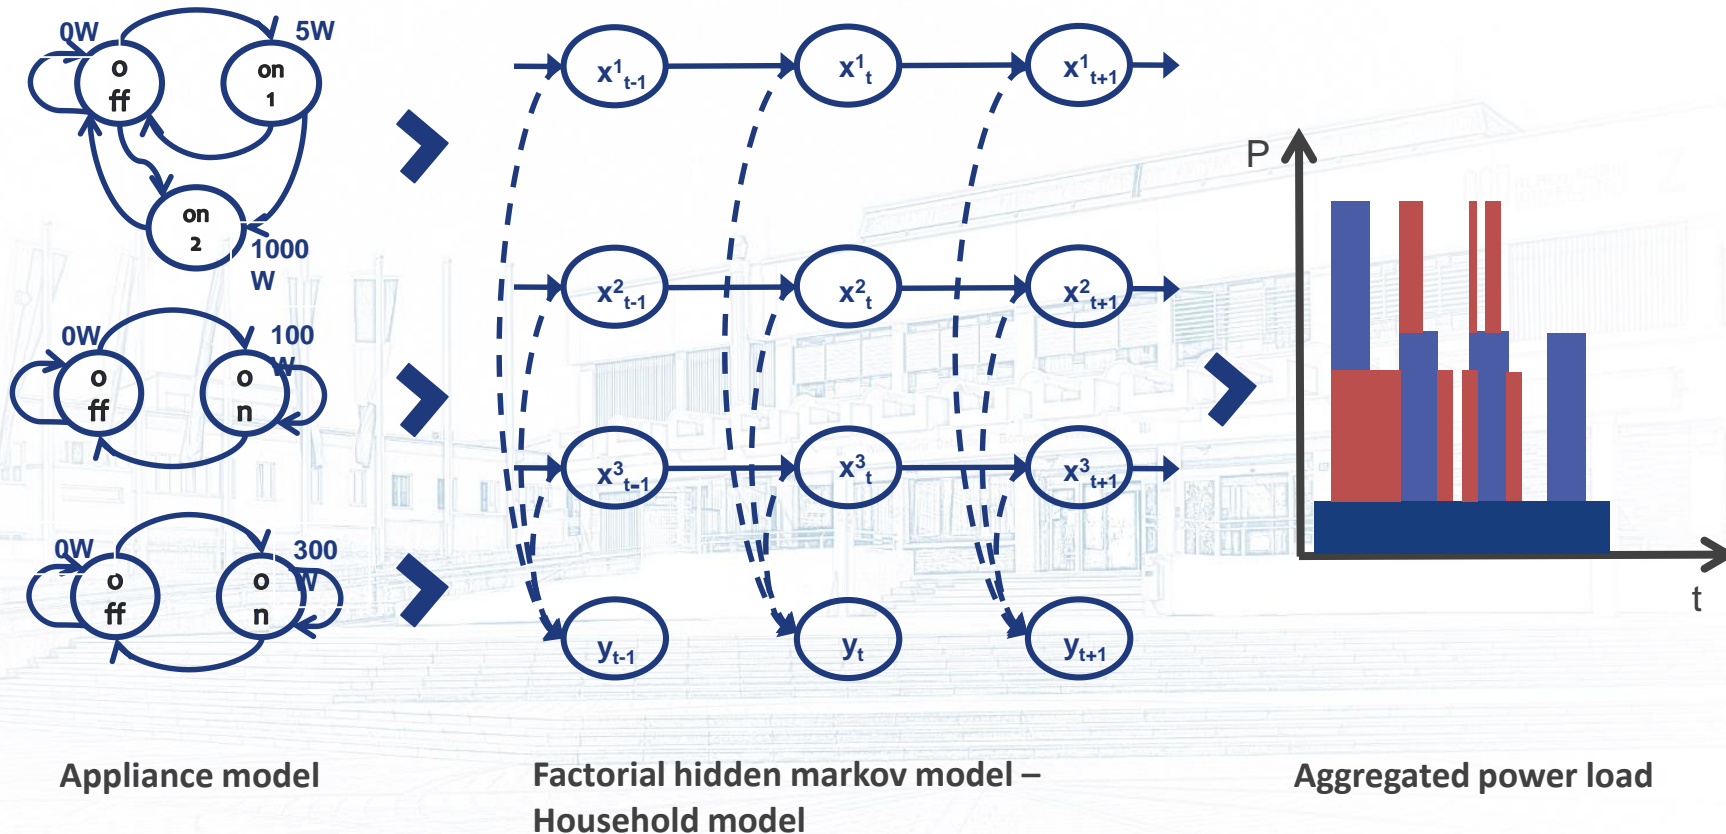 0W
5W
o
ff
on
1
on
2
1000
W
0W
100
W
o
ff
o
n
0W
300
W
o
ff
o
n
x1t-1
x1t
x1t+1
x2t-1
x2t
x2t+1
x3t-1
x3t
x3t+1
yt-1
yt
yt+1
P
t
Appliance model
Factorial hidden markov model –
Household model
Aggregated power load